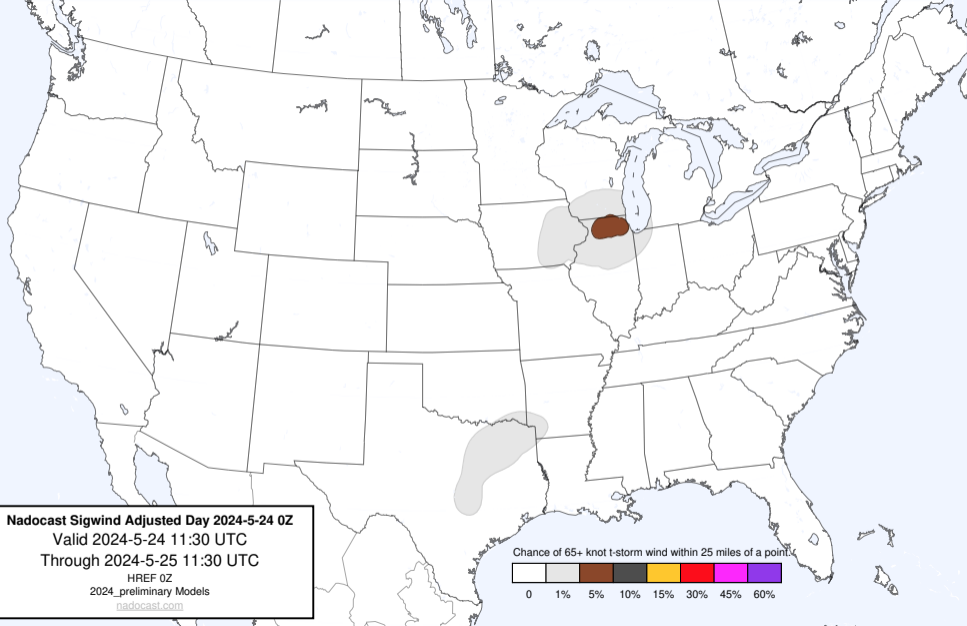 Nadocast Sigwind Adjusted Day 2024-5-24 0Z
Valid 2024-5-24 11:30 UTC
Through 2024-5-25 11:30 UTC
HREF 0Z
2024_preliminary Models
nadocast.com
Chance of 65+ knot t-storm wind within 25 miles of a point.
0 1% 5% 10% 15% 30% 45% 60%